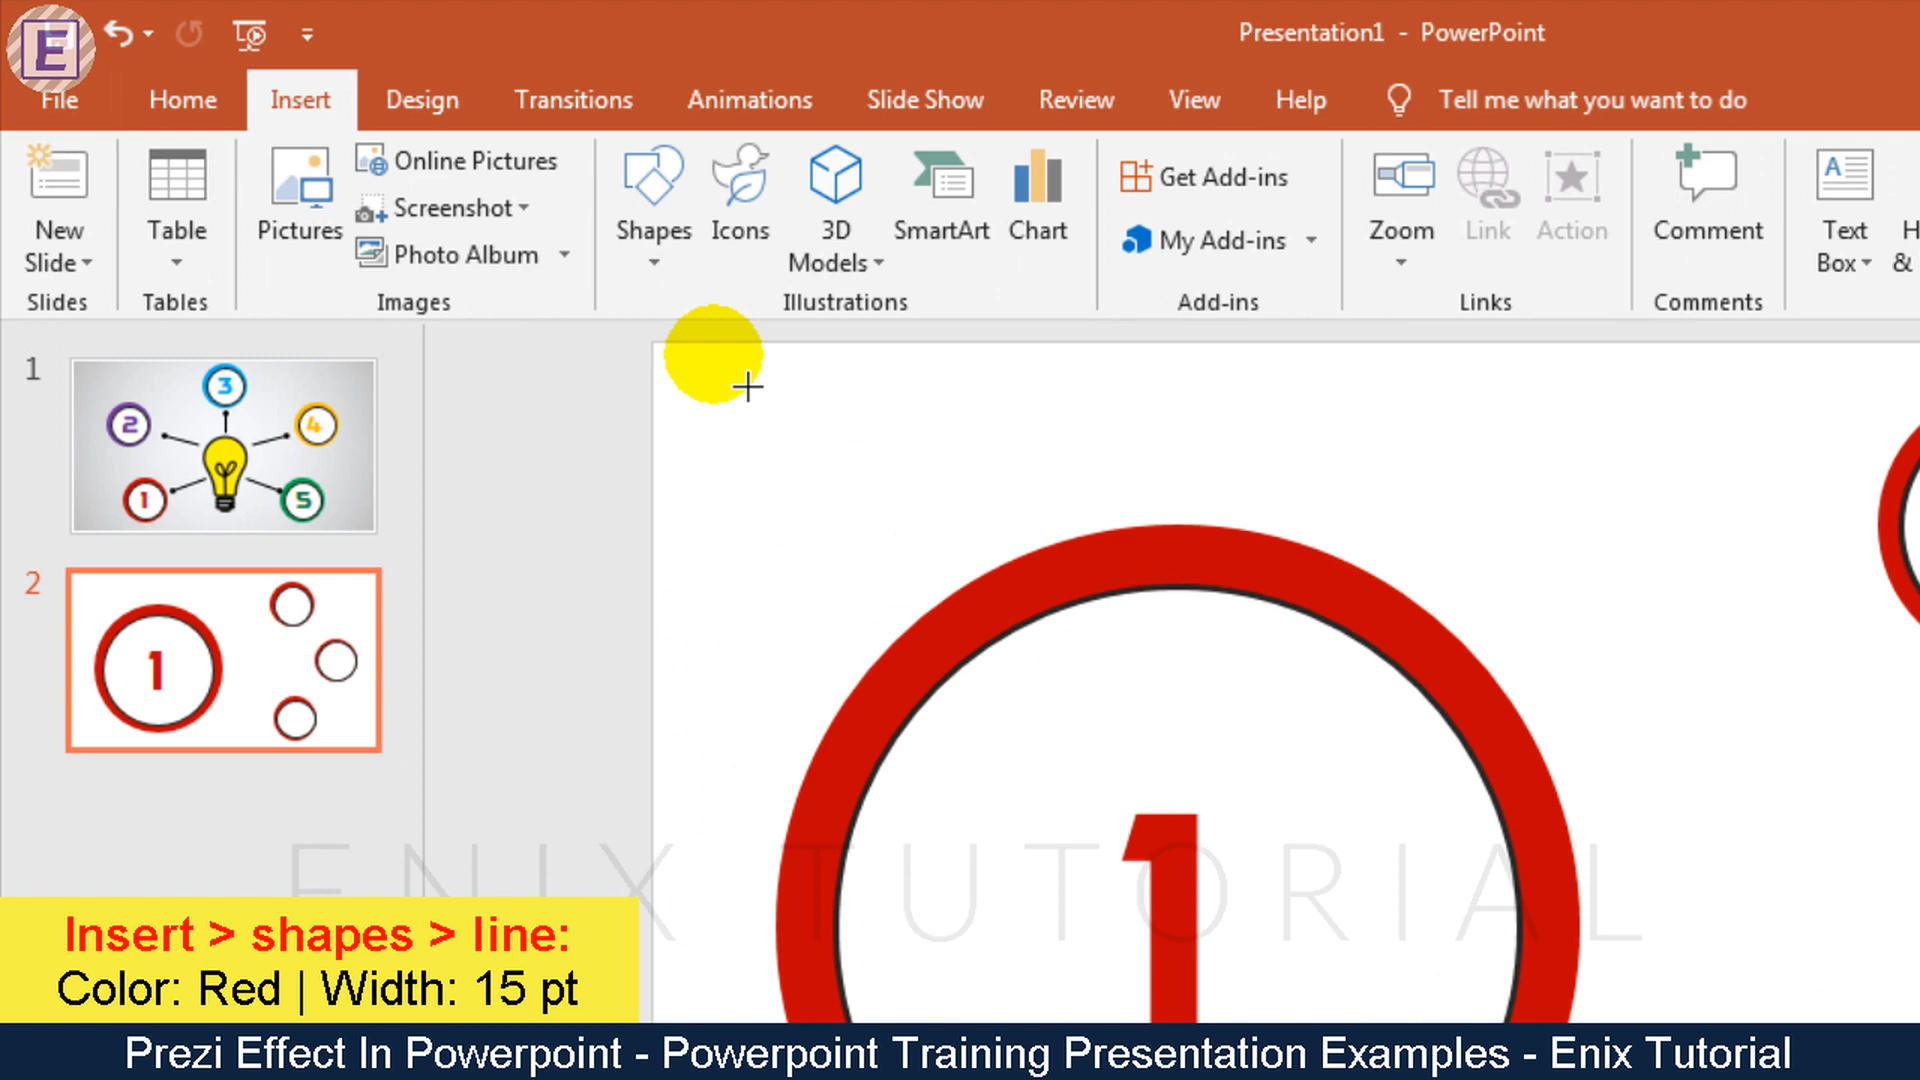 E
Presentation1 - PowerPoint
File Home Insert Design Transitions Animations Slide Show Review View Help Tell me what you want to do
New Slide
Table
Pictures
Online Pictures
Screenshot
Photo Album
Shapes
Icons
3D Models
SmartArt
Chart
Get Add-ins
My Add-ins
Zoom
Link
Action
Comment
A
Text Box
H
&
Slides Tables Images Illustrations Add-ins Links Comments
1
3
2
4
1
5
2
1
1
ENIX TUTORIAL
Insert > shapes > line:
Color: Red | Width: 15 pt
Prezi Effect In Powerpoint - Powerpoint Training Presentation Examples - Enix Tutorial